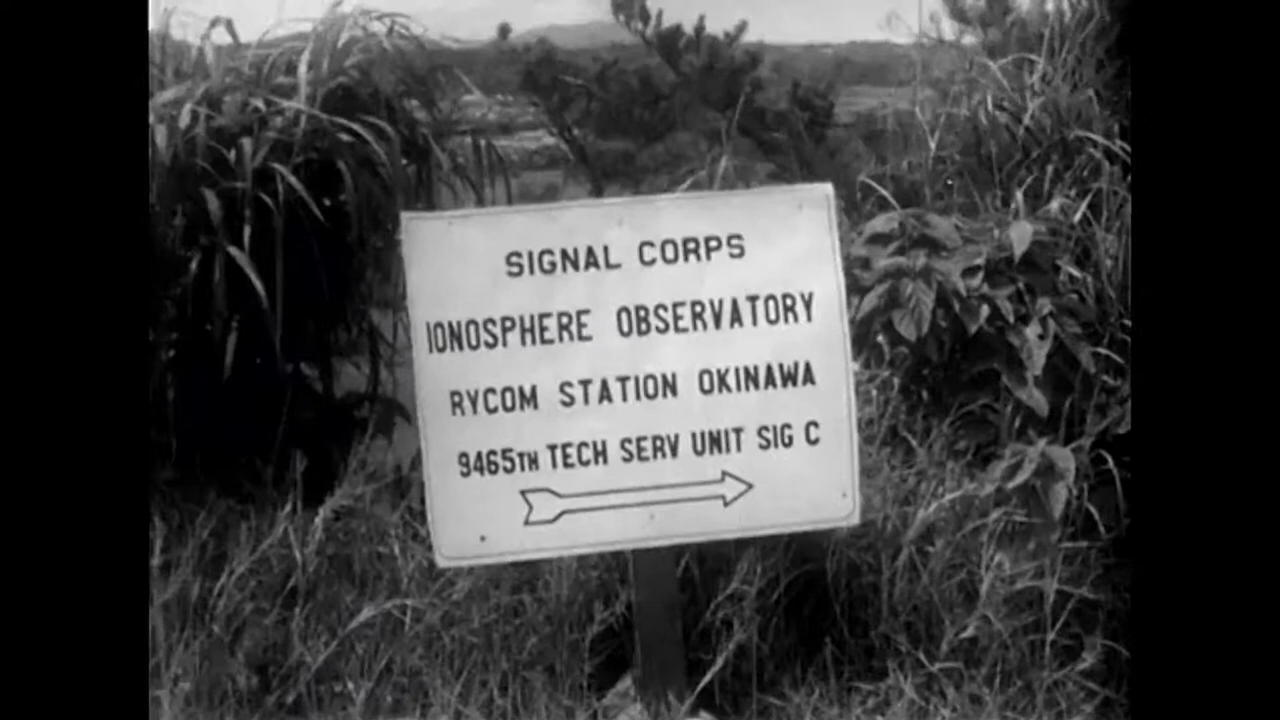 SIGNAL CORPS
IONOSPHERE OBSERVATORY
RYCOM STATION OKINAWA
9465TH TECH SERV UNIT SIG C